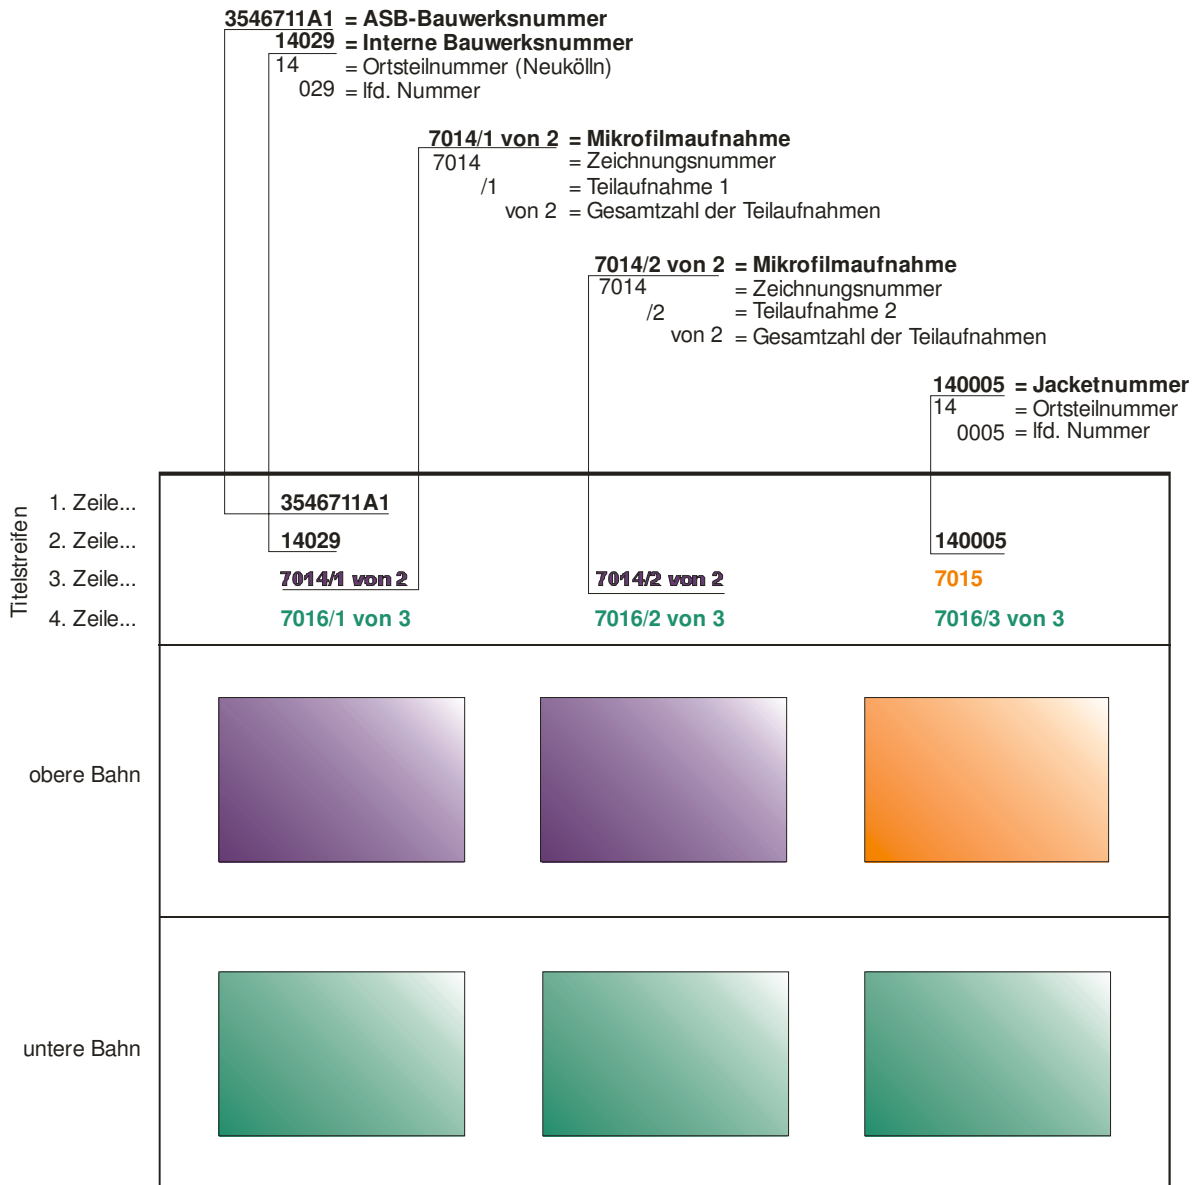 3546711A1 = ASB-Bauwerksnummer
14029 = Interne Bauwerksnummer
14 = Ortsteilnummer (Neukölln)
029 = lfd. Nummer
7014/1 von 2 = Mikrofilmaufnahme
7014 = Zeichnungsnummer
/1 = Teilaufnahme 1
von 2 = Gesamtzahl der Teilaufnahmen
7014/2 von 2 = Mikrofilmaufnahme
7014 = Zeichnungsnummer
/2 = Teilaufnahme 2
von 2 = Gesamtzahl der Teilaufnahmen
140005 = Jacketnummer
14 = Ortsteilnummer
0005 = lfd. Nummer
Titelstreifen
1. Zeile... 3546711A1
2. Zeile... 14029 140005
3. Zeile... 7014/1 von 2 7014/2 von 2 7015
4. Zeile... 7016/1 von 3 7016/2 von 3 7016/3 von 3
obere Bahn
untere Bahn